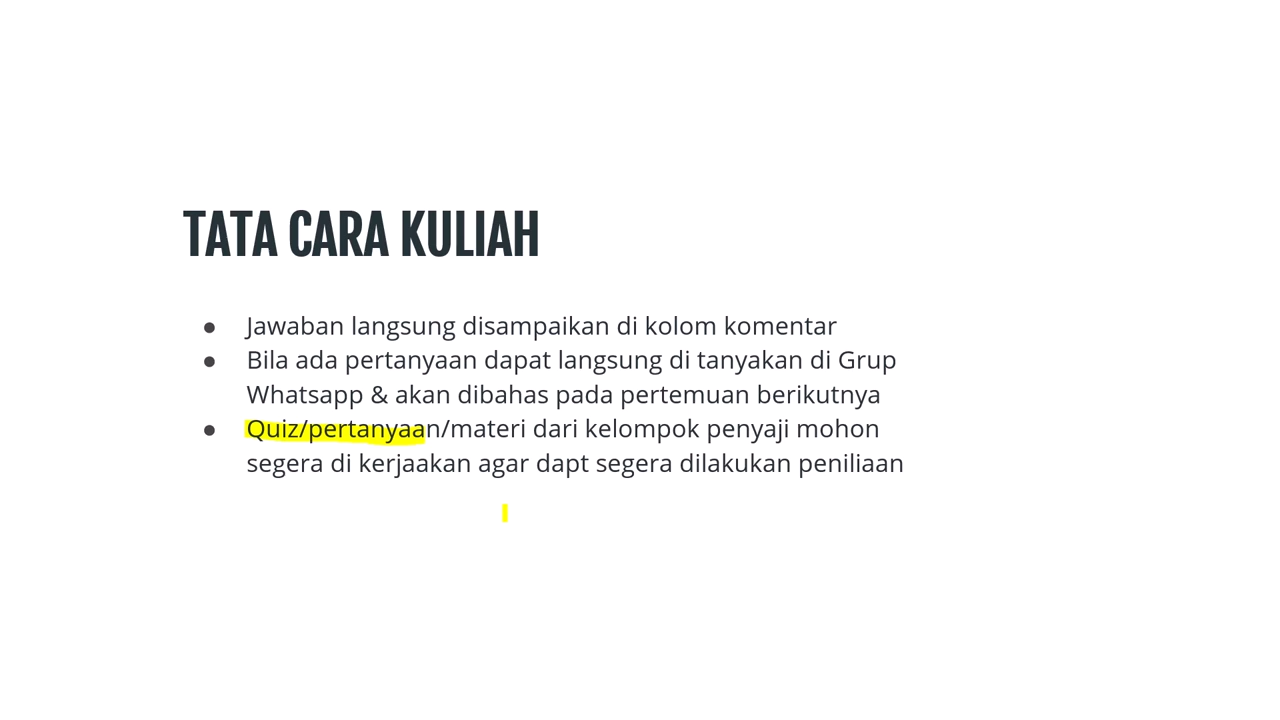 TATA CARA KULIAH
● Jawaban langsung disampaikan di kolom komentar
● Bila ada pertanyaan dapat langsung di tanyakan di Grup
Whatsapp & akan dibahas pada pertemuan berikutnya
● Quiz/pertanyaan/materi dari kelompok penyaji mohon
segera di kerjaakan agar dapt segera dilakukan peniliaan